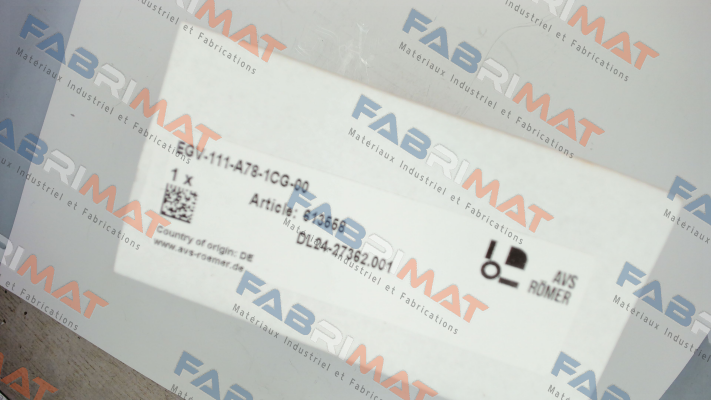 EGV-111-A78-1CG-00
1 x
Article: 613558
DL24-27362.001
Country of origin: DE
www.avs-roemer.de
AVS
RÖMER
FABRIMAT
Matériaux Industriel et Fabrications